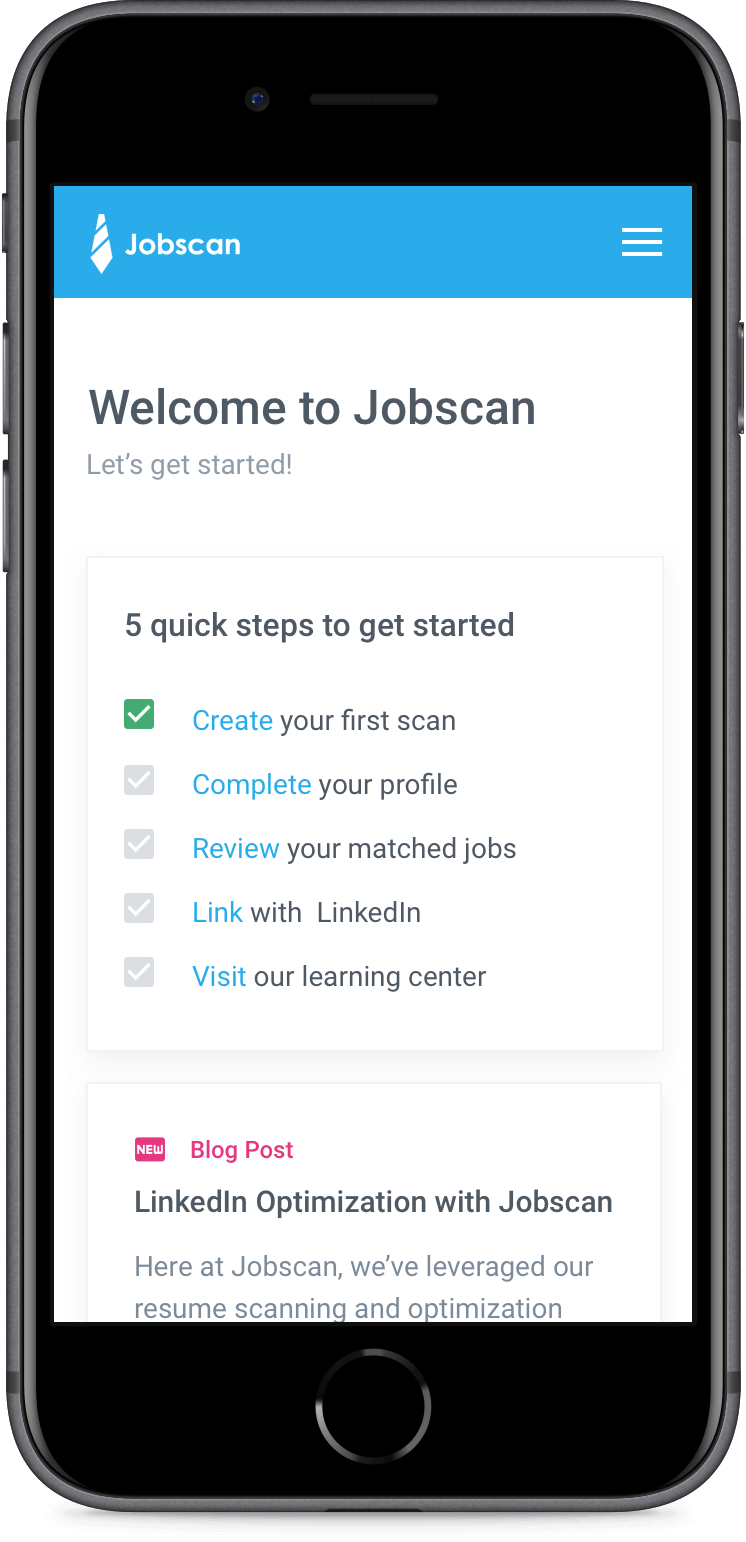 Jobscan
Welcome to Jobscan
Let's get started!
5 quick steps to get started
Create your first scan
Complete your profile
Review your matched jobs
Link with LinkedIn
Visit our learning center
NEW Blog Post
LinkedIn Optimization with Jobscan
Here at Jobscan, we've leveraged our
resume scanning and optimization